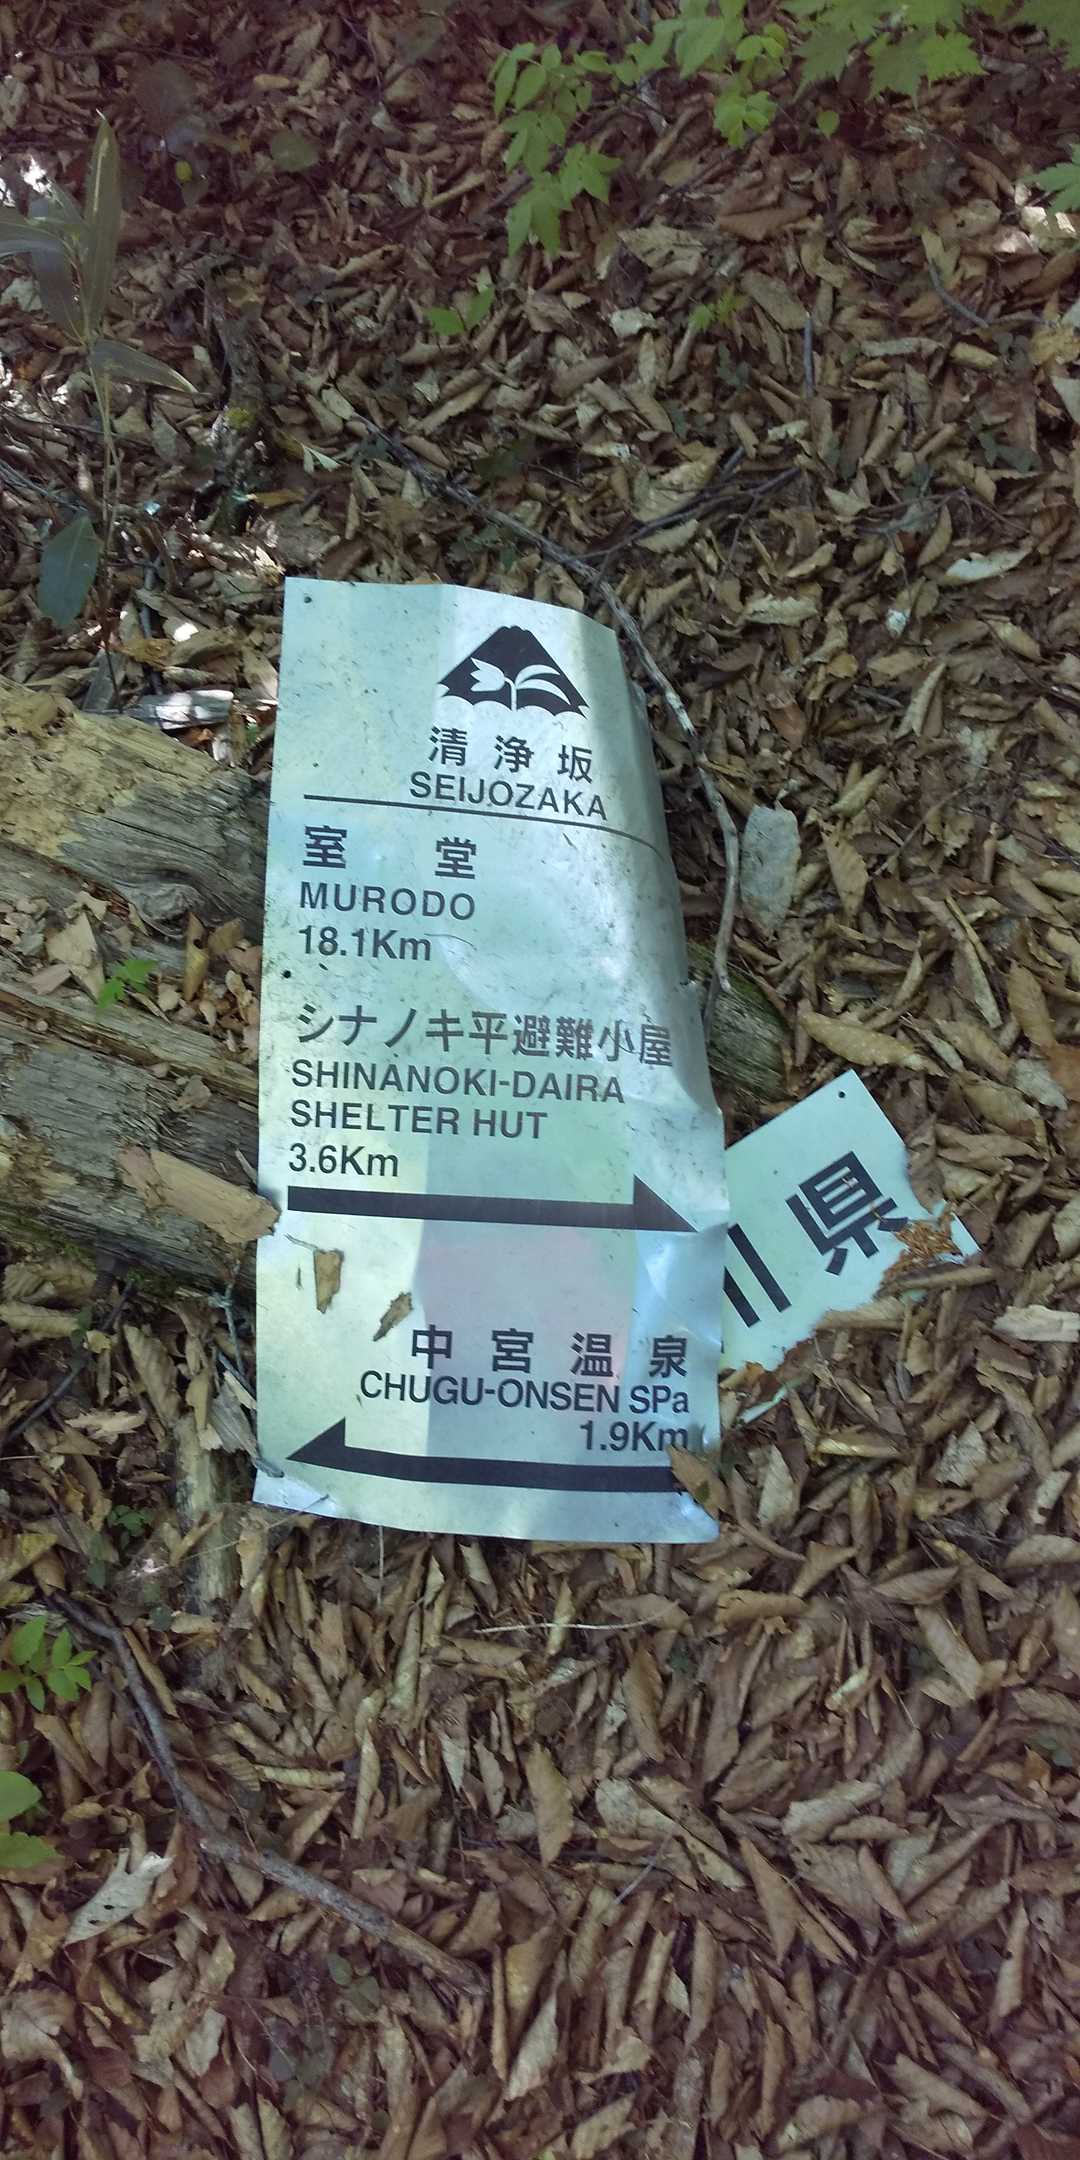 清浄坂
SEIJOZAKA
室堂
MURODO
18.1Km
シナノキ平避難小屋
SHINANOKI-DAIRA
SHELTER HUT
3.6Km
中宮温泉
CHUGU-ONSEN SPa
1.9Km
川県